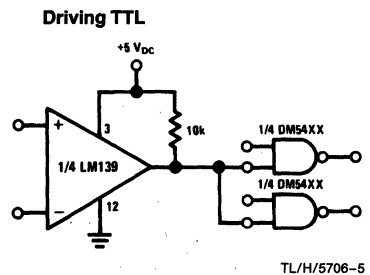 Driving TTL
+5 VDC
3
10k
+
1/4 LM139
−
12
1/4 DM54XX
1/4 DM54XX
TL/H/5706–5